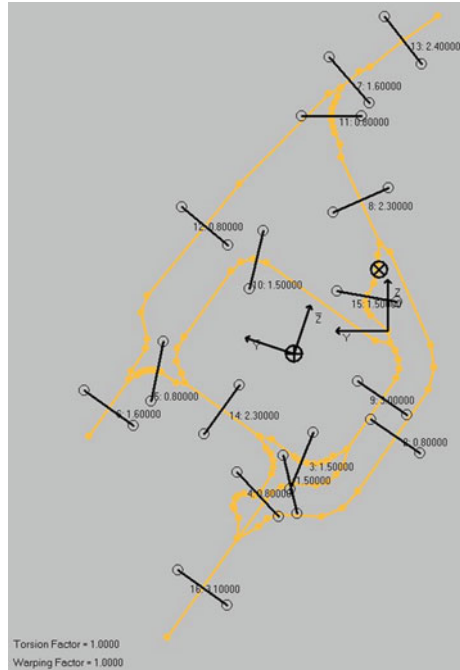 13: 2.40000
7: 1.60000
11: 0.80000
8: 2.30000
12: 0.80000
10: 1.50000
Z
15: 1.50000
Z
Y
Y
5: 0.80000
9: 3.00000
6: 1.60000
14: 2.30000
2: 0.80000
3: 1.50000
1.50000
4: 0.80000
16: 3.10000
Torsion Factor = 1.0000
Warping Factor = 1.0000